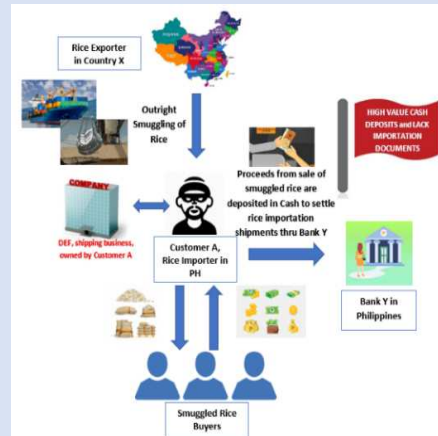 Rice Exporter
in Country X
Outright
Smuggling of
Rice
HIGH VALUE CASH
DEPOSITS and LACK
IMPORTATION
DOCUMENTS
COMPANY
DEF, shipping business,
owned by Customer A
Proceeds from sale of
smuggled rice are
deposited in Cash to settle
rice importation
shipments thru Bank Y
Customer A,
Rice Importer in
PH
Bank Y in
Philippines
Smuggled Rice
Buyers